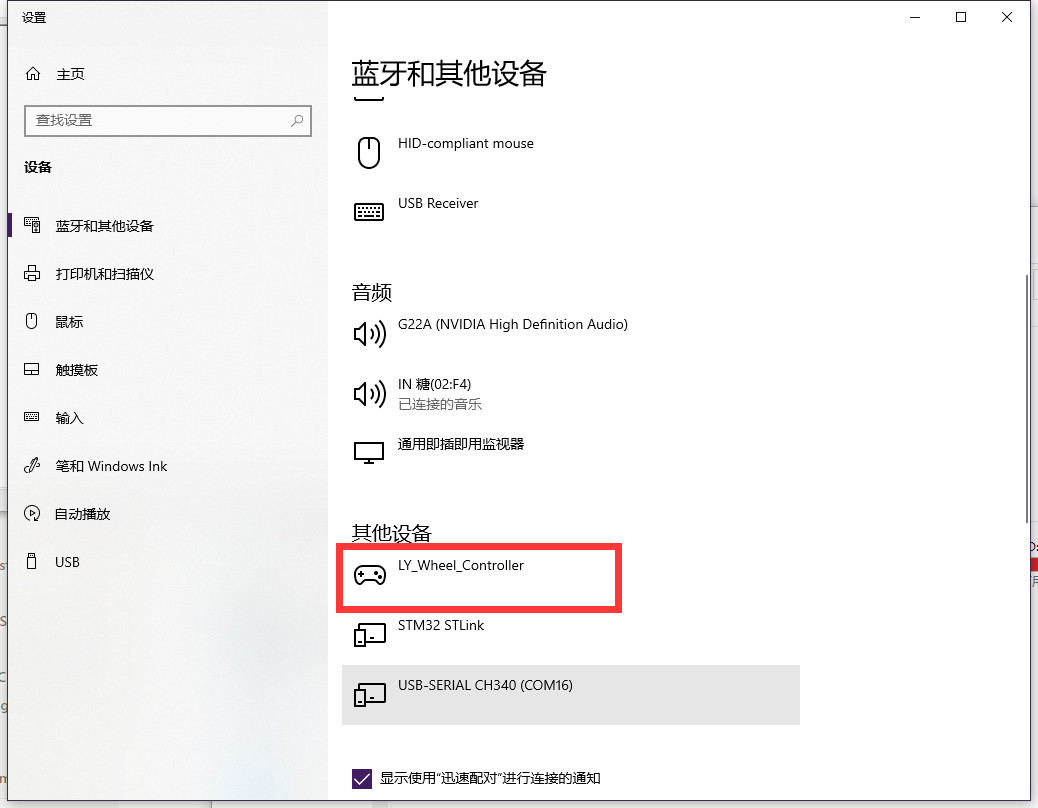 设置
主页
查找设置
设备
蓝牙和其他设备
打印机和扫描仪
鼠标
触摸板
输入
笔和 Windows Ink
自动播放
USB
蓝牙和其他设备
HID-compliant mouse
USB Receiver
音频
G22A (NVIDIA High Definition Audio)
IN 糖(02:F4)
已连接的音乐
通用即插即用监视器
其他设备
LY_Wheel_Controller
STM32 STLink
USB-SERIAL CH340 (COM16)
显示使用"迅速配对"进行连接的通知